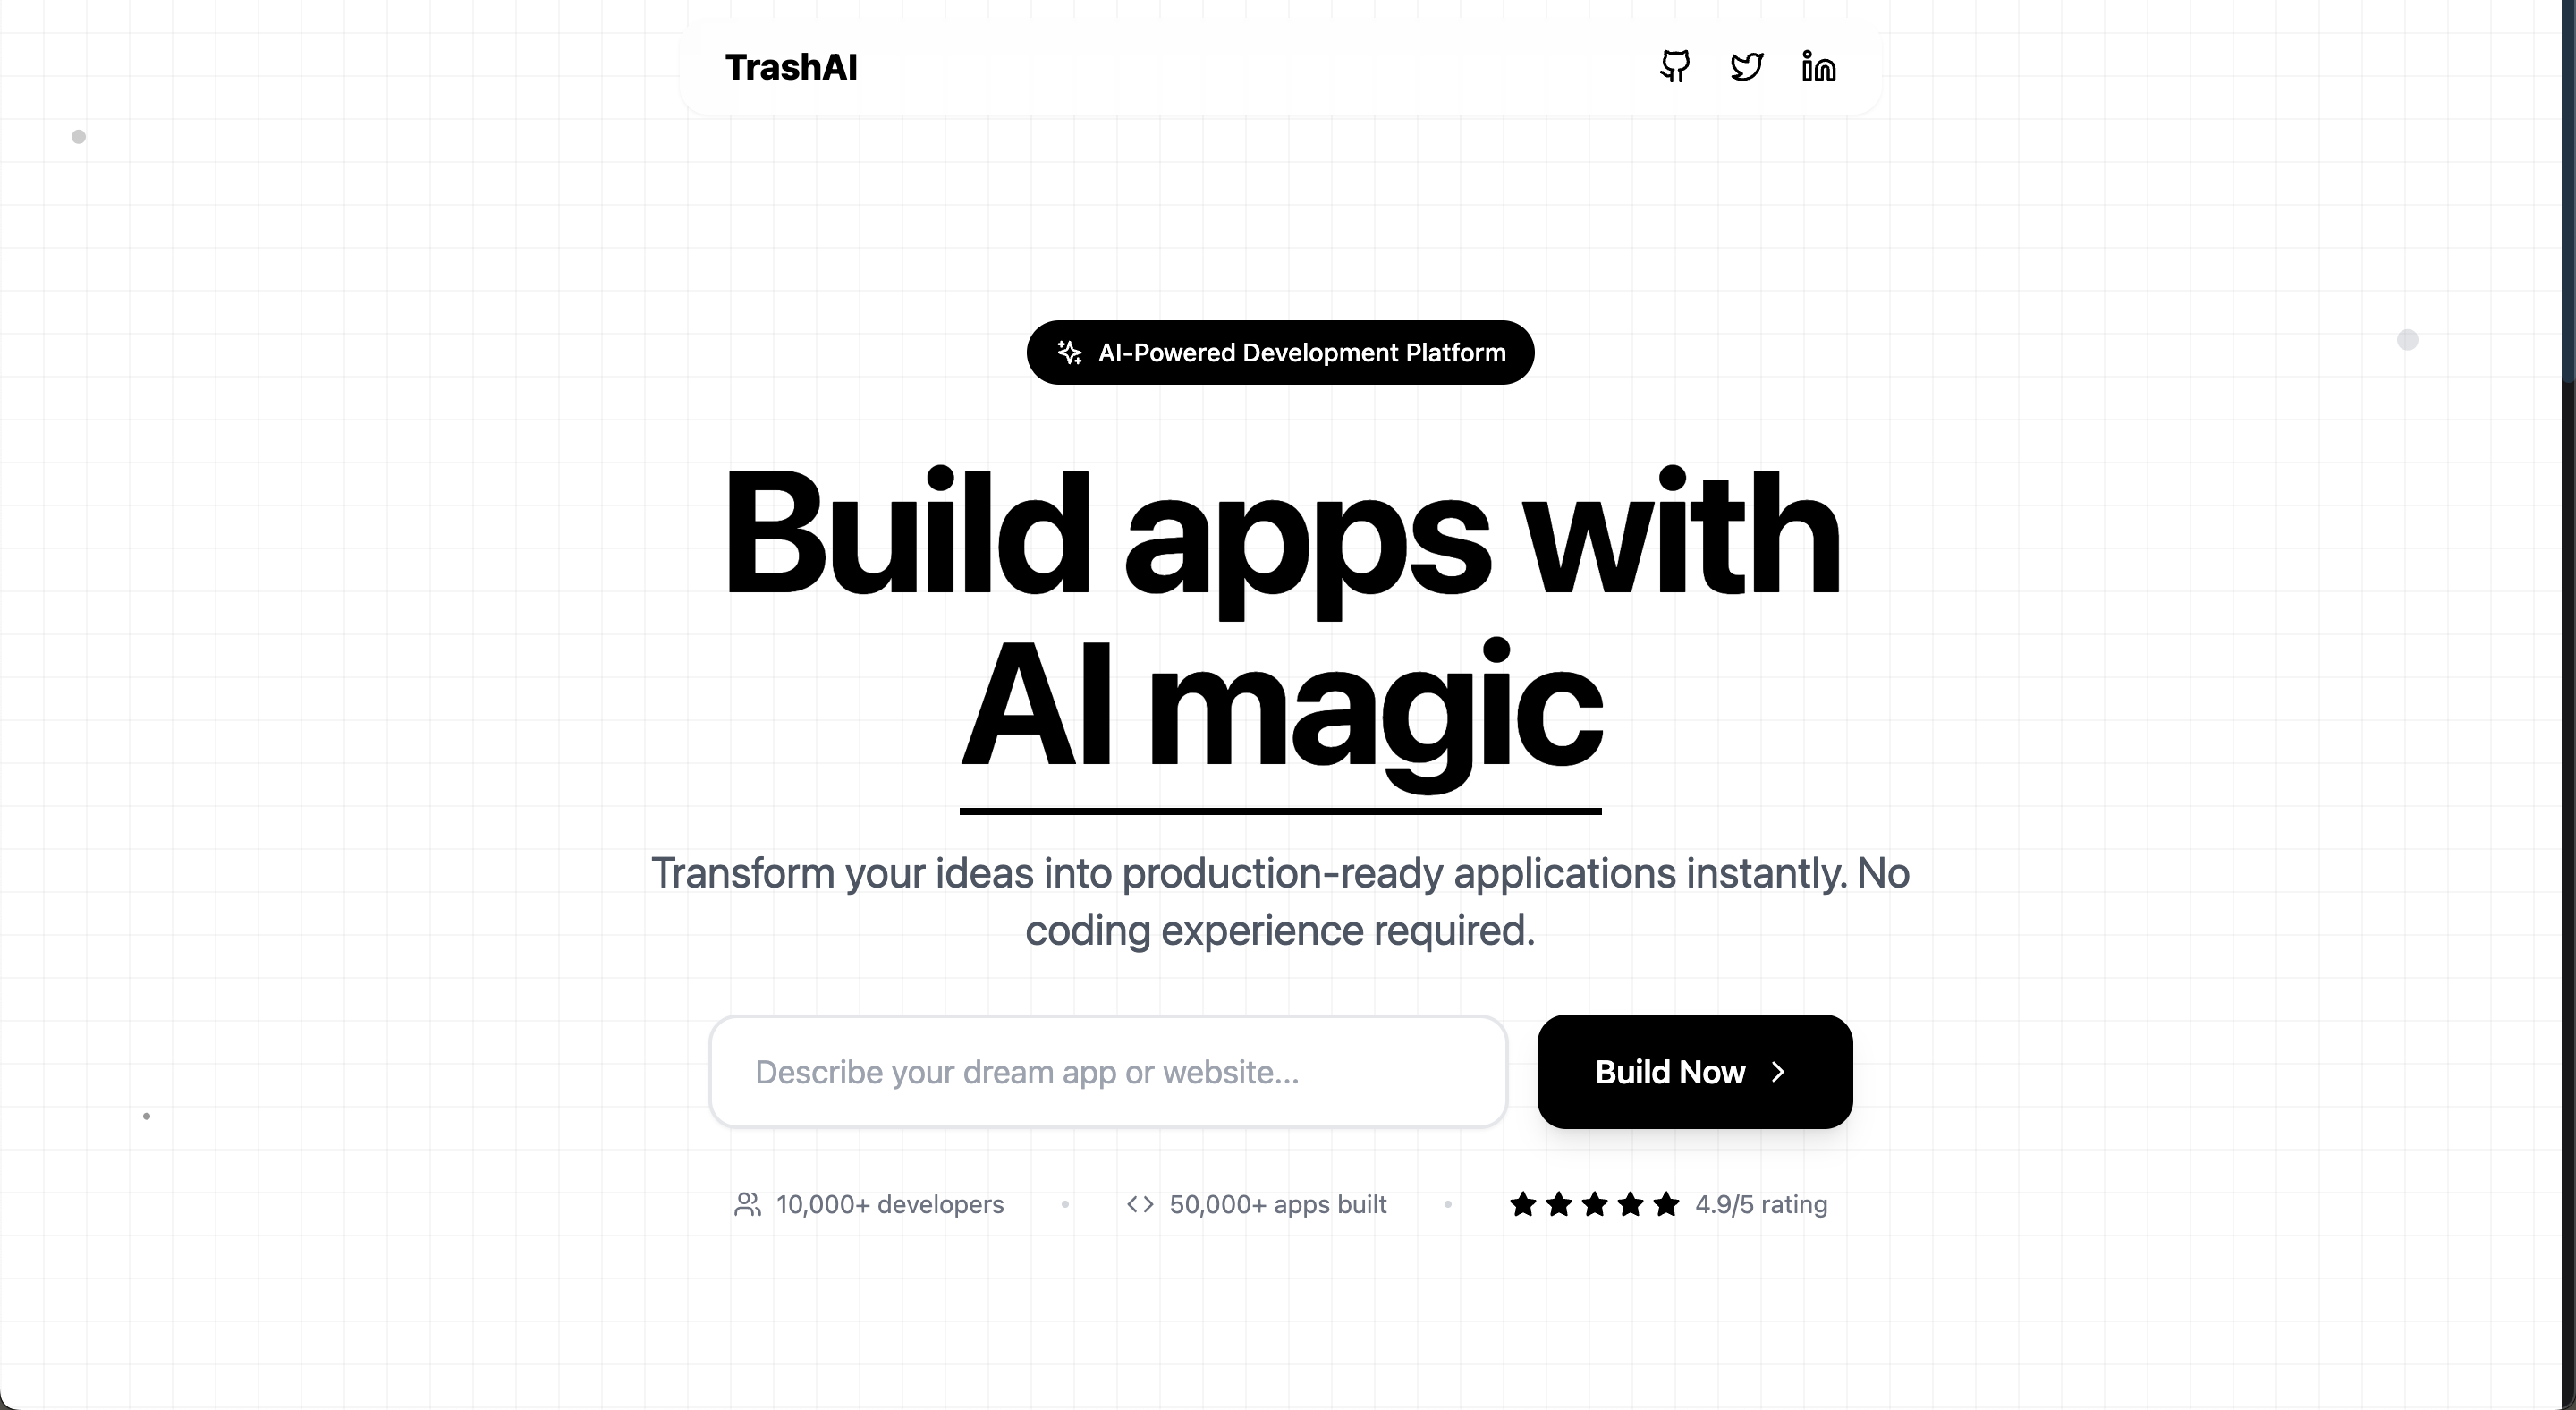 TrashAI
AI-Powered Development Platform
Build apps with
AI magic
Transform your ideas into production-ready applications instantly. No
coding experience required.
Describe your dream app or website...
Build Now
10,000+ developers
50,000+ apps built
4.9/5 rating